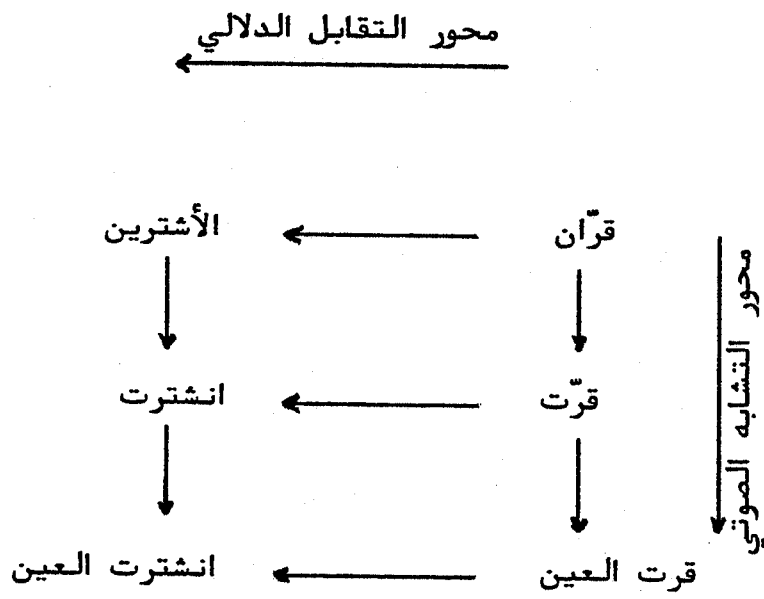 محور التقابل الدلالي
قرّان
الأشترين
محور التشابه الصوتي
قرّت
انشترت
قرت العين
انشترت العين